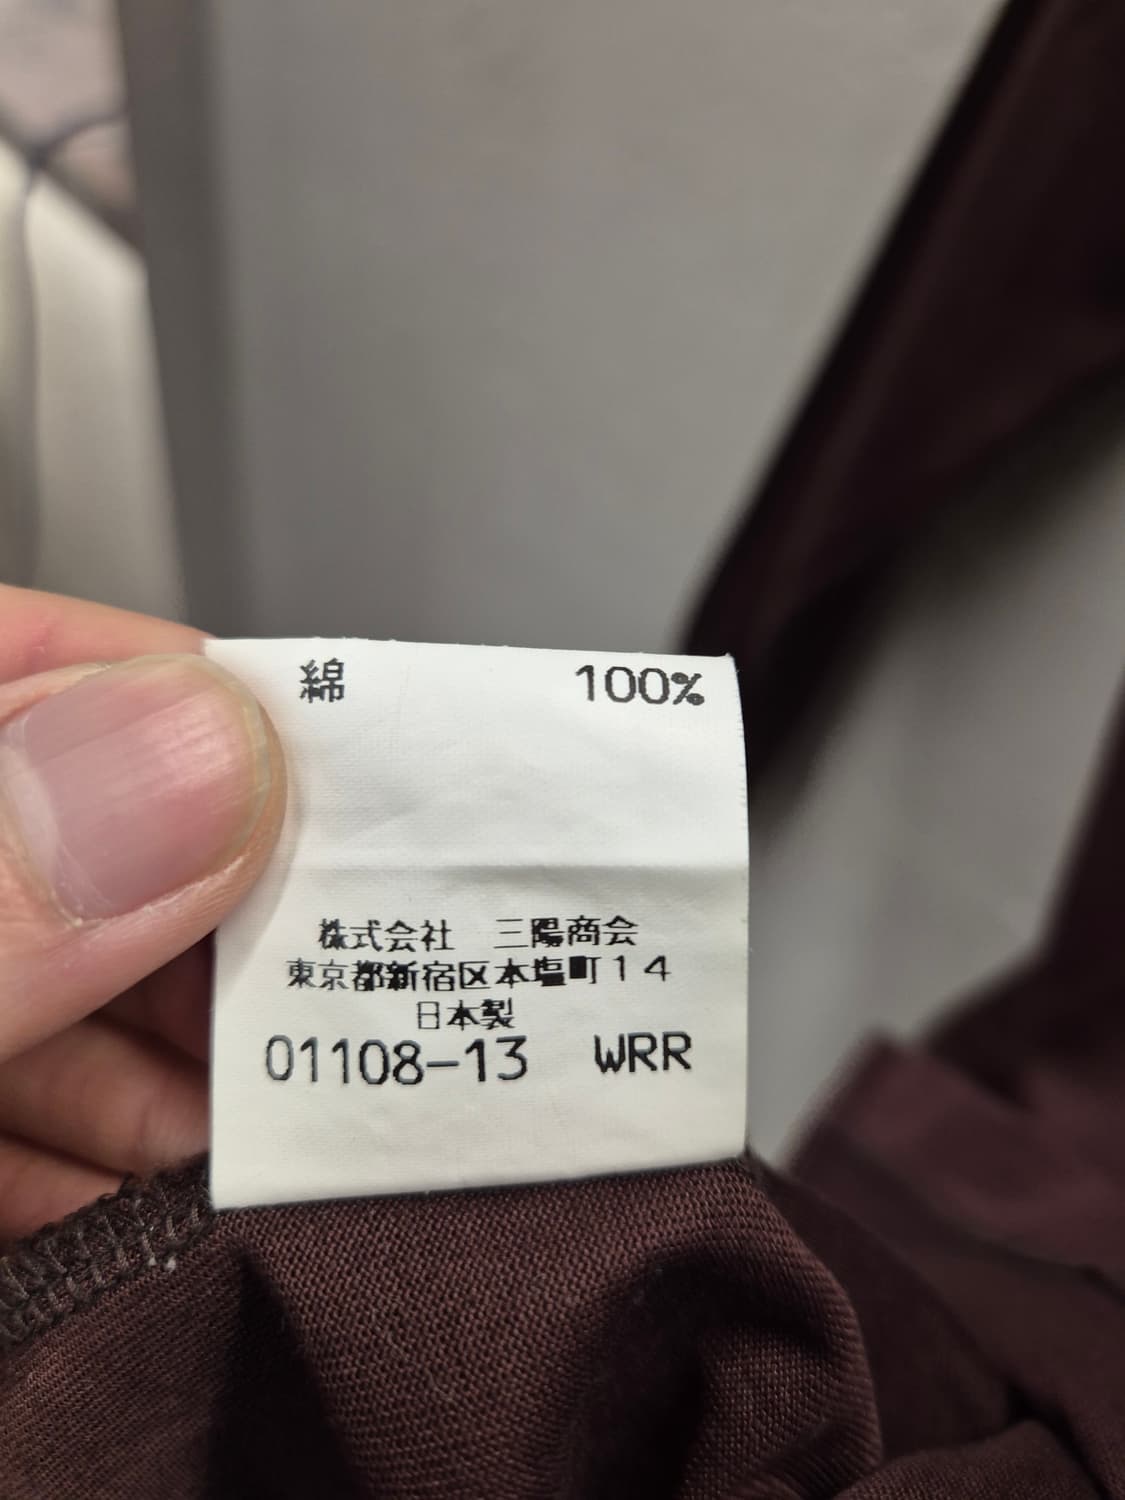 綿 100%
株式会社 三陽商会
東京都新宿区本塩町14
日本製
01108-13 WRR